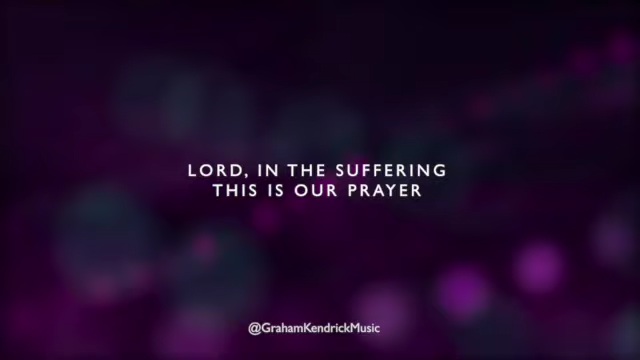 LORD, IN THE SUFFERING
THIS IS OUR PRAYER
@GrahamKendrickMusic